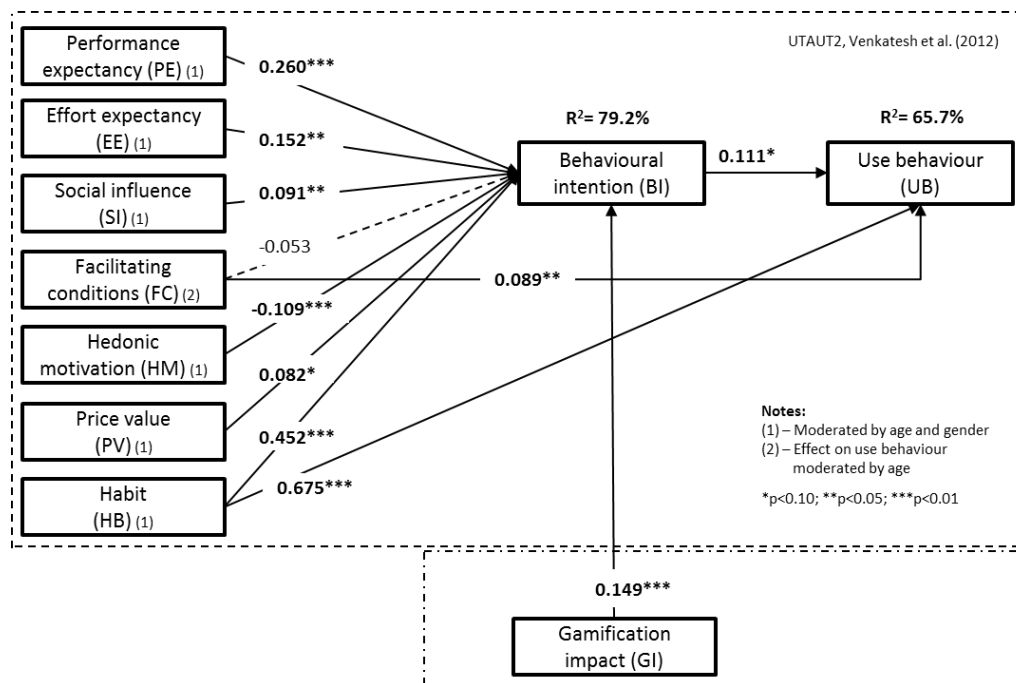 UTAUT2, Venkatesh et al. (2012)
Performance
expectancy (PE) (1)
0.260***
Effort expectancy
(EE) (1)
0.152**
Social influence
(SI) (1)
0.091**
Facilitating
conditions (FC) (2)
-0.053
0.089**
Hedonic
motivation (HM) (1)
-0.109***
Price value
(PV) (1)
0.082*
Habit
(HB) (1)
0.452***
0.675***
R²= 79.2%
Behavioural
intention (BI)
0.111*
R²= 65.7%
Use behaviour
(UB)
Notes:
(1) – Moderated by age and gender
(2) – Effect on use behaviour
moderated by age
*p<0.10; **p<0.05; ***p<0.01
0.149***
Gamification
impact (GI)